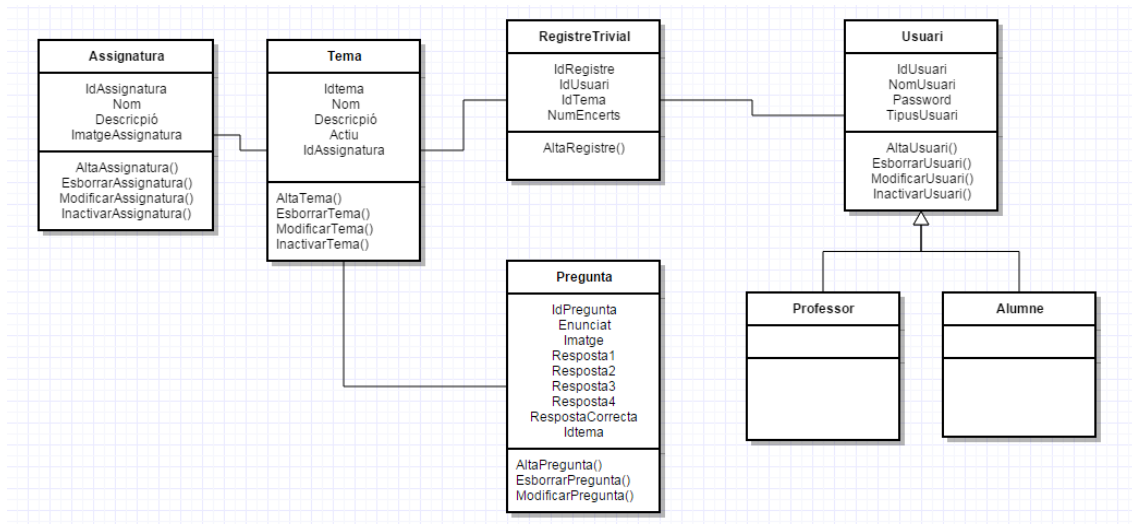 Assignatura
IdAssignatura
Nom
Descricpió
ImatgeAssignatura
AltaAssignatura()
EsborrarAssignatura()
ModificarAssignatura()
InactivarAssignatura()
Tema
Idtema
Nom
Descricpió
Actiu
IdAssignatura
AltaTema()
EsborrarTema()
ModificarTema()
InactivarTema()
RegistreTrivial
IdRegistre
IdUsuari
IdTema
NumEncerts
AltaRegistre()
Usuari
IdUsuari
NomUsuari
Password
TipusUsuari
AltaUsuari()
EsborrarUsuari()
ModificarUsuari()
InactivarUsuari()
Pregunta
IdPregunta
Enunciat
Imatge
Resposta1
Resposta2
Resposta3
Resposta4
RespostaCorrecta
Idtema
AltaPregunta()
EsborrarPregunta()
ModificarPregunta()
Professor
Alumne